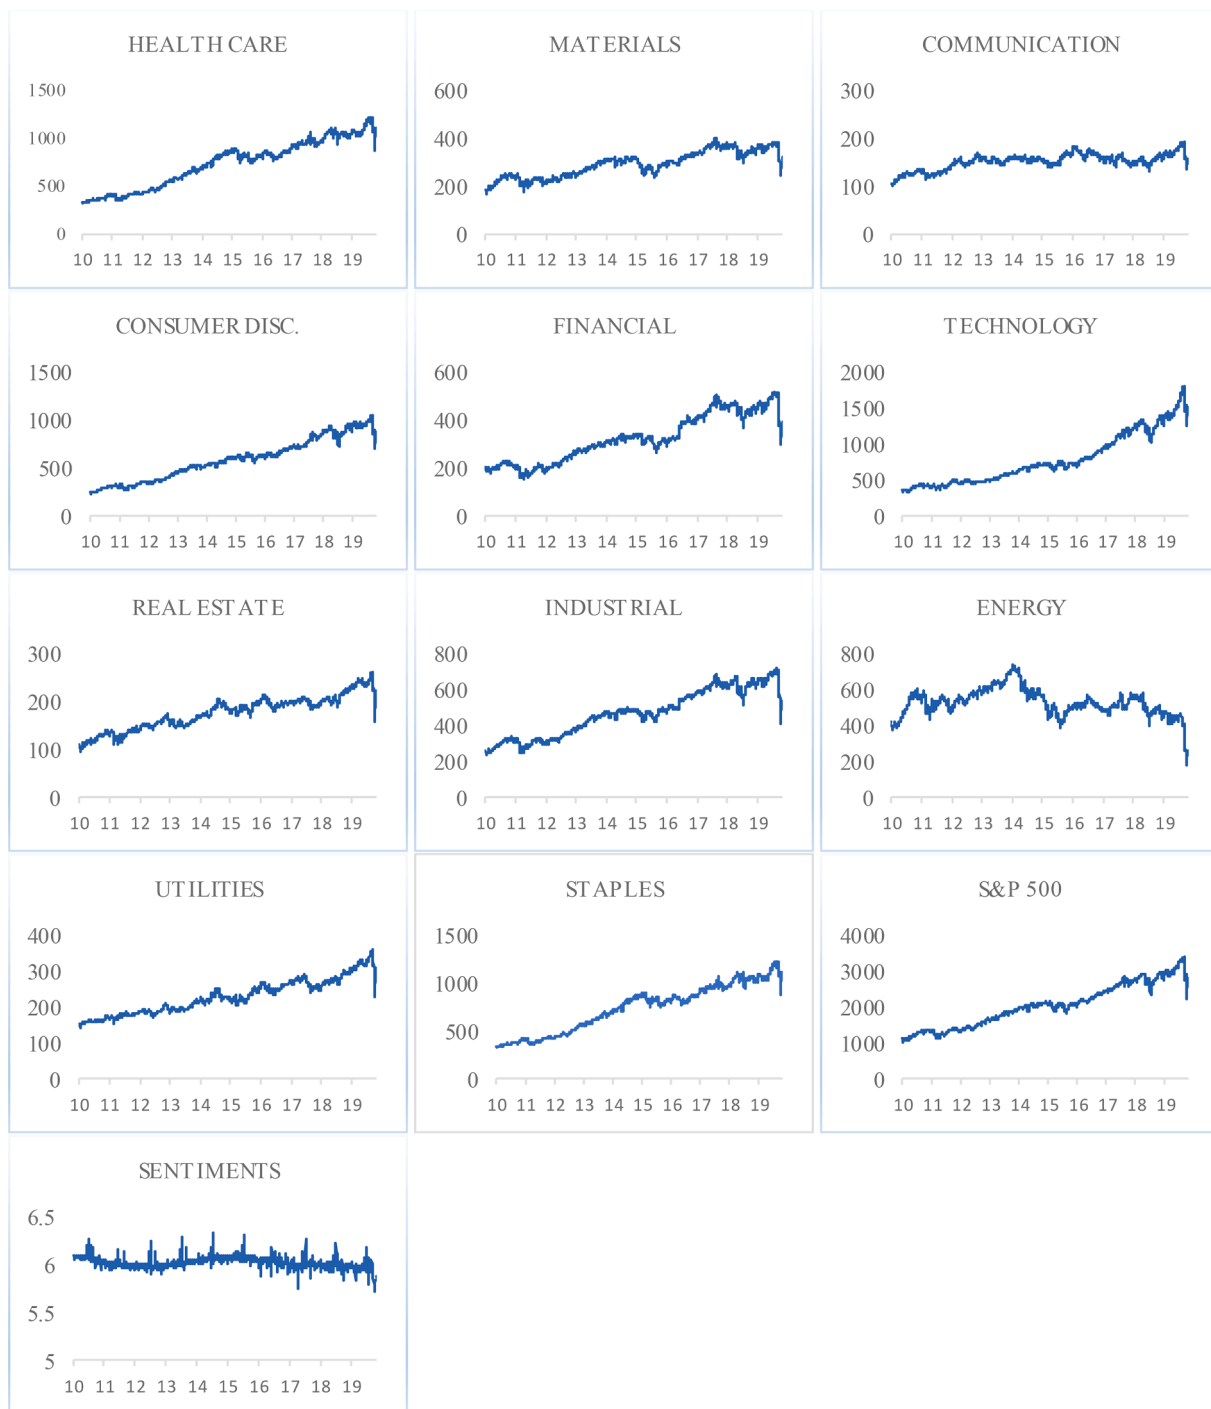 HEALTH CARE
1500
1000
500
0
10 11 12 13 14 15 16 17 18 19
MATERIALS
600
400
200
0
10 11 12 13 14 15 16 17 18 19
COMMUNICATION
300
200
100
0
10 11 12 13 14 15 16 17 18 19
CONSUMER DISC.
1500
1000
500
0
10 11 12 13 14 15 16 17 18 19
FINANCIAL
600
400
200
0
10 11 12 13 14 15 16 17 18 19
TECHNOLOGY
2000
1500
1000
500
0
10 11 12 13 14 15 16 17 18 19
REAL ESTATE
300
200
100
0
10 11 12 13 14 15 16 17 18 19
INDUSTRIAL
800
600
400
200
0
10 11 12 13 14 15 16 17 18 19
ENERGY
800
600
400
200
0
10 11 12 13 14 15 16 17 18 19
UTILITIES
400
300
200
100
0
10 11 12 13 14 15 16 17 18 19
STAPLES
1500
1000
500
0
10 11 12 13 14 15 16 17 18 19
S&P 500
4000
3000
2000
1000
0
10 11 12 13 14 15 16 17 18 19
SENTIMENTS
6.5
6
5.5
5
10 11 12 13 14 15 16 17 18 19